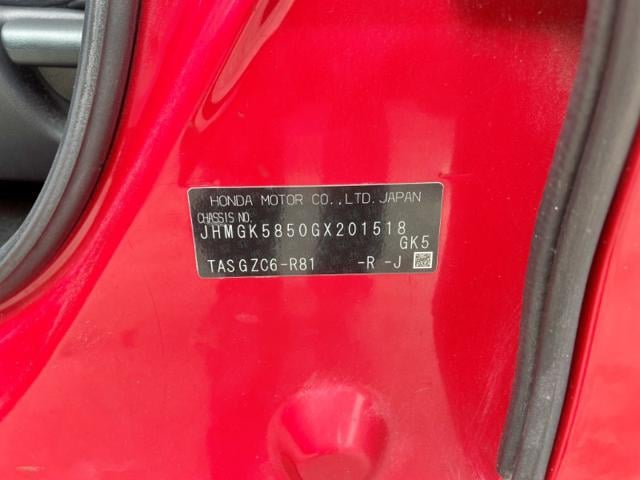 HONDA MOTOR CO.,LTD.JAPAN
CHASSIS NO.
JHMGK5850GX201518
GK5
TASGZC6-R81 -R -J